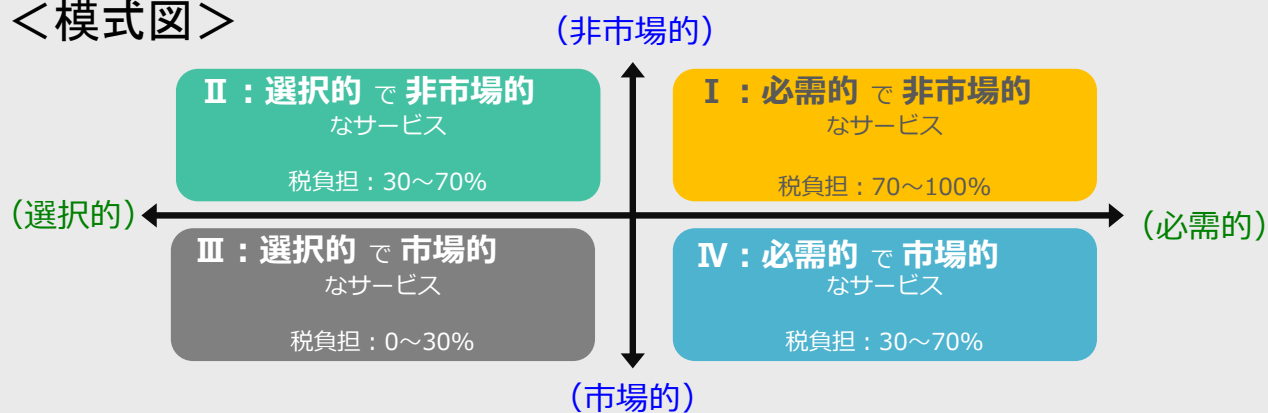 ＜模式図＞
（非市場的）
Ⅱ：選択的 で 非市場的
なサービス
税負担：30～70%
Ⅰ：必需的 で 非市場的
なサービス
税負担：70～100%
（選択的）
（必需的）
Ⅲ：選択的 で 市場的
なサービス
税負担：0～30%
Ⅳ：必需的 で 市場的
なサービス
税負担：30～70%
（市場的）